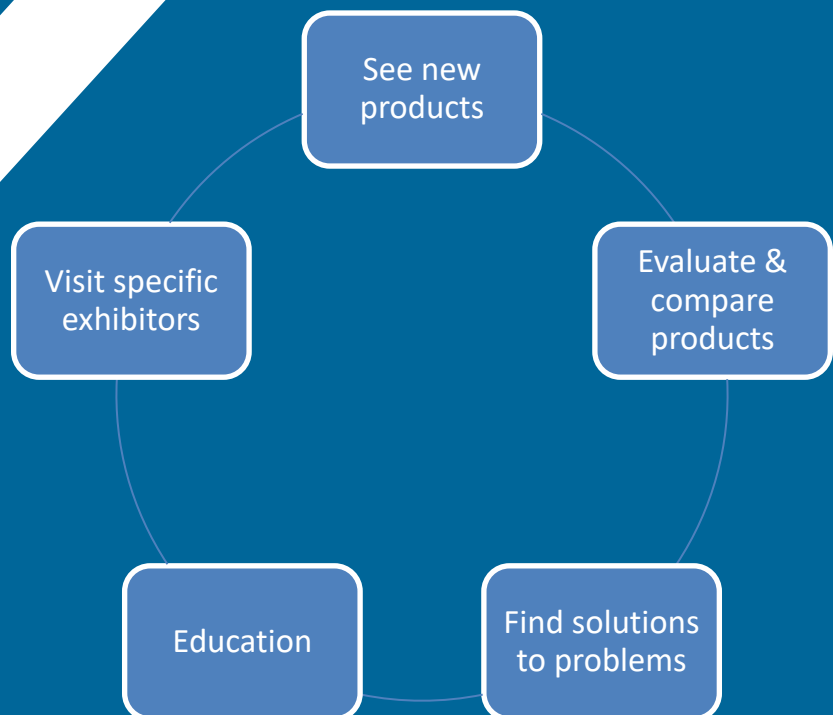 See new
products
Evaluate &
compare
products
Find solutions
to problems
Education
Visit specific
exhibitors